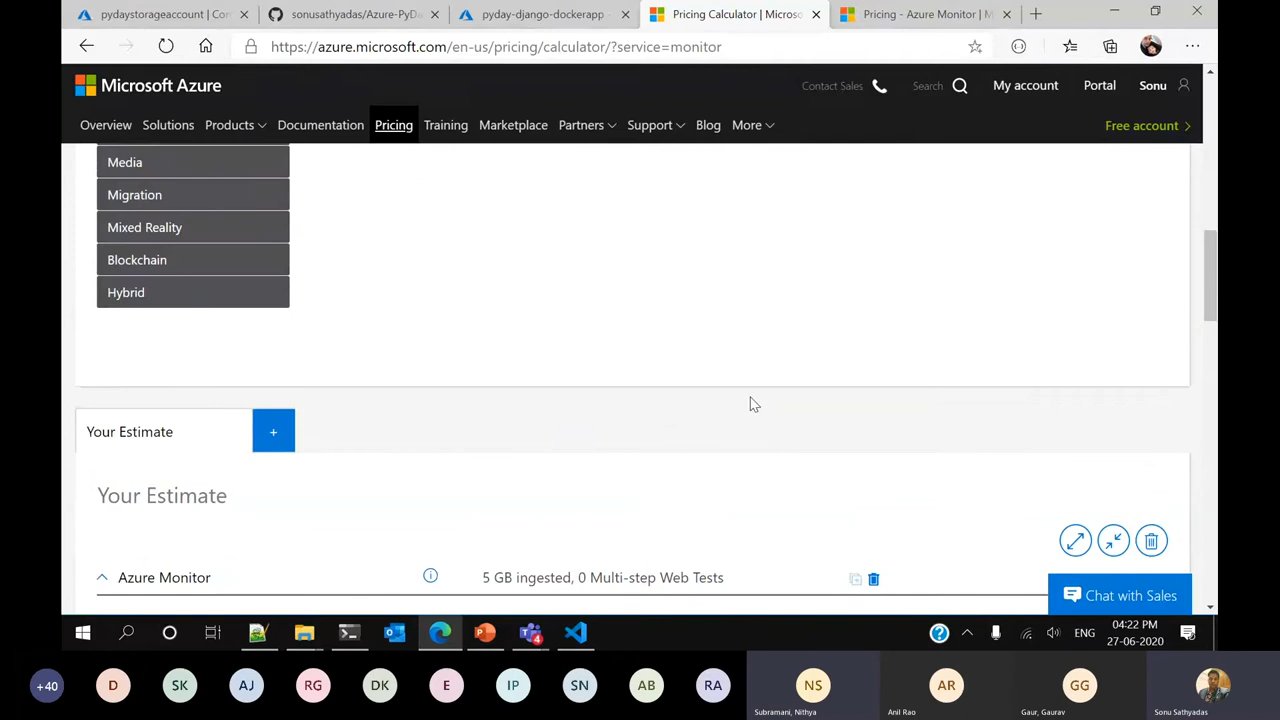 pydaystorageaccount | Con
sonusathyadas/Azure-PyDa
pyday-django-dockerapp -
Pricing Calculator | Microso
Pricing - Azure Monitor | M
https://azure.microsoft.com/en-us/pricing/calculator/?service=monitor
Microsoft Azure
Contact Sales
Search
My account
Portal
Sonu
Overview
Solutions
Products
Documentation
Pricing
Training
Marketplace
Partners
Support
Blog
More
Free account
Media
Migration
Mixed Reality
Blockchain
Hybrid
Your Estimate
+
Your Estimate
Azure Monitor
5 GB ingested, 0 Multi-step Web Tests
Chat with Sales
4
ENG
04:22 PM
27-06-2020
+40
D
SK
AJ
RG
DK
E
IP
SN
AB
RA
NS
Subramani, Nithya
AR
Anil Rao
GG
Gaur, Gaurav
Sonu Sathyadas